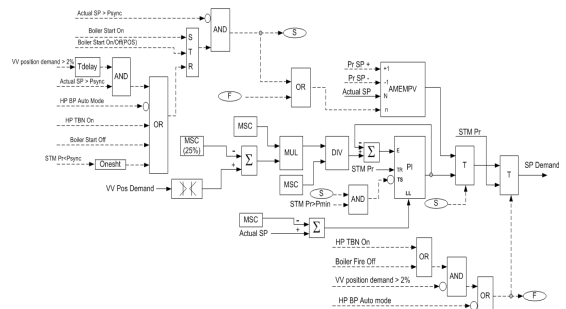 Actual SP > Psync
Boiler Start On
Boiler Start On/Off(POS)
S
T
R
AND
S
VV position demand > 2%
Tdelay
AND
Actual SP > Psync
HP BP Auto Mode
HP TBN On
Boiler Start Off
STM Pr<Psync
Onesht
OR
F
OR
Pr SP +
Pr SP -
Actual SP
+1
-1
N
n
AMEMPV
MSC
MSC
(25%)
-
+
Σ
VV Pos Demand
MUL
DIV
MSC
-
+
Σ
E
TR
TS
PI
LL
STM Pr
S
STM Pr>Pmin
AND
MSC
Actual SP
-
+
Σ
STM Pr
T
S
T
SP Demand
HP TBN On
Boiler Fire Off
OR
VV position demand > 2%
AND
HP BP Auto mode
OR
F